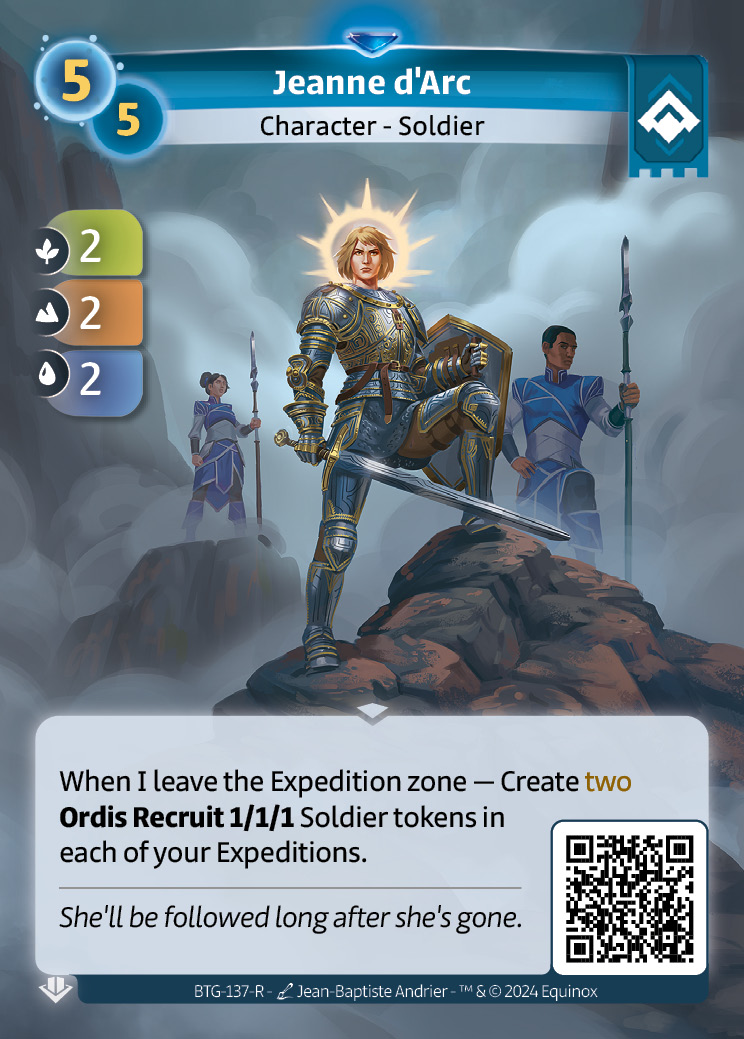 5
5
Jeanne d'Arc
Character - Soldier
2
2
2
When I leave the Expedition zone — Create two
Ordis Recruit 1/1/1 Soldier tokens in
each of your Expeditions.
She'll be followed long after she's gone.
BTG-137-R - Jean-Baptiste Andrier - ™ & © 2024 Equinox